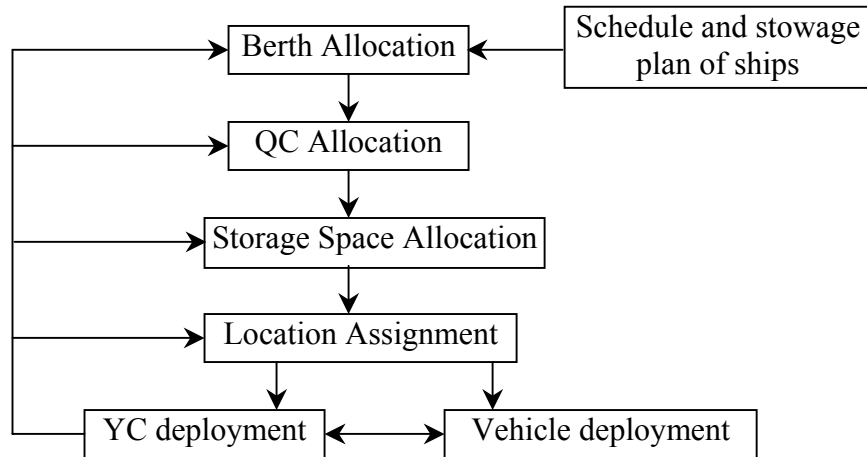 Berth Allocation
Schedule and stowage
plan of ships
QC Allocation
Storage Space Allocation
Location Assignment
YC deployment
Vehicle deployment